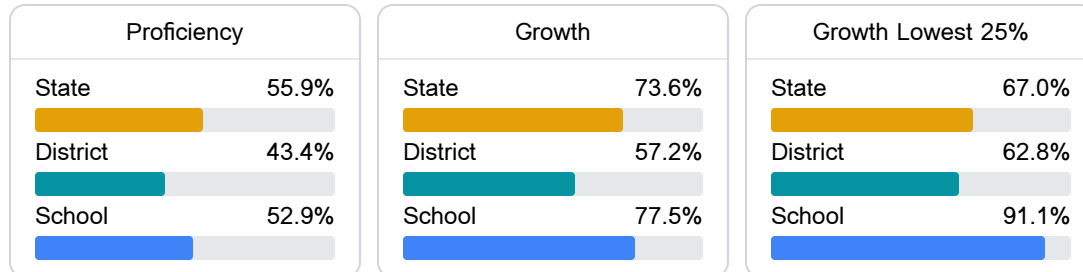 Proficiency
State 55.9%
District 43.4%
School 52.9%
Growth
State 73.6%
District 57.2%
School 77.5%
Growth Lowest 25%
State 67.0%
District 62.8%
School 91.1%